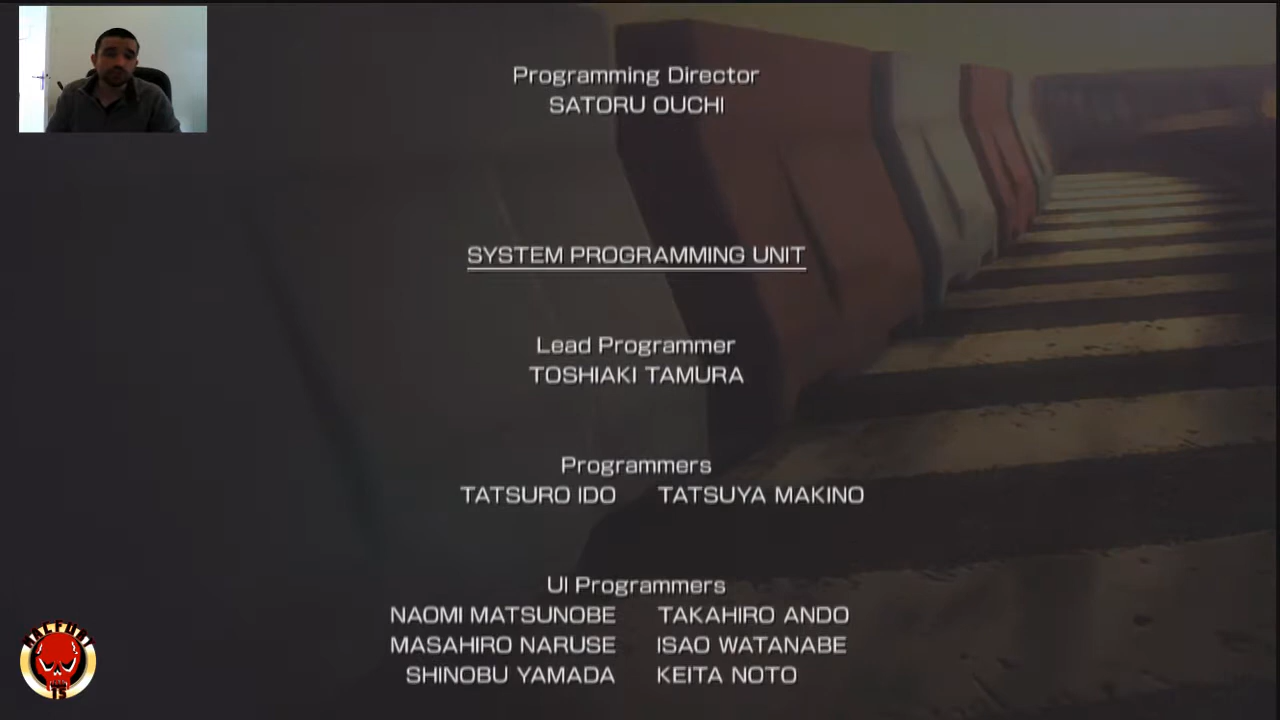 Programming Director
SATORU OUCHI
SYSTEM PROGRAMMING UNIT
Lead Programmer
TOSHIAKI TAMURA
Programmers
TATSURO IDO TATSUYA MAKINO
UI Programmers
NAOMI MATSUNOBE TAKAHIRO ANDO
MASAHIRO NARUSE ISAO WATANABE
SHINOBU YAMADA KEITA NOTO